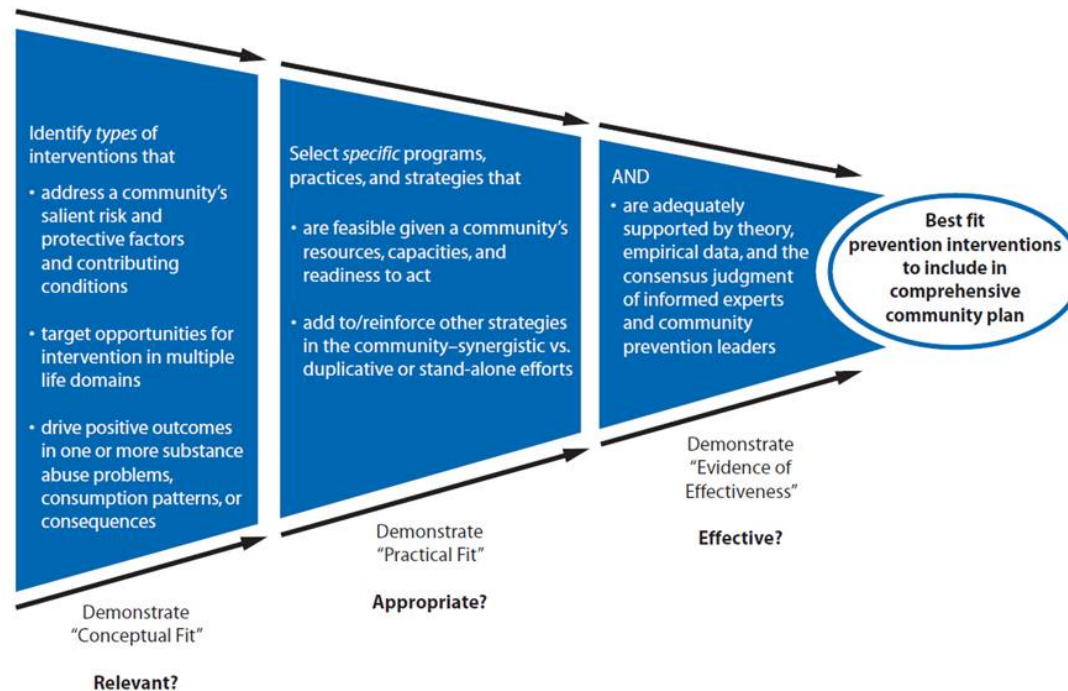 Identify types of
interventions that
• address a community's
salient risk and
protective factors
and contributing
conditions
• target opportunities for
intervention in multiple
life domains
• drive positive outcomes
in one or more substance
abuse problems,
consumption patterns, or
consequences
Demonstrate
“Conceptual Fit”
Relevant?
Select specific programs,
practices, and strategies that
• are feasible given a community's
resources, capacities, and
readiness to act
• add to/reinforce other strategies
in the community–synergistic vs.
duplicative or stand-alone efforts
Demonstrate
“Practical Fit”
Appropriate?
AND
• are adequately
supported by theory,
empirical data, and the
consensus judgment
of informed experts
and community
prevention leaders
Demonstrate
“Evidence of
Effectiveness”
Effective?
Best fit
prevention interventions
to include in
comprehensive
community plan